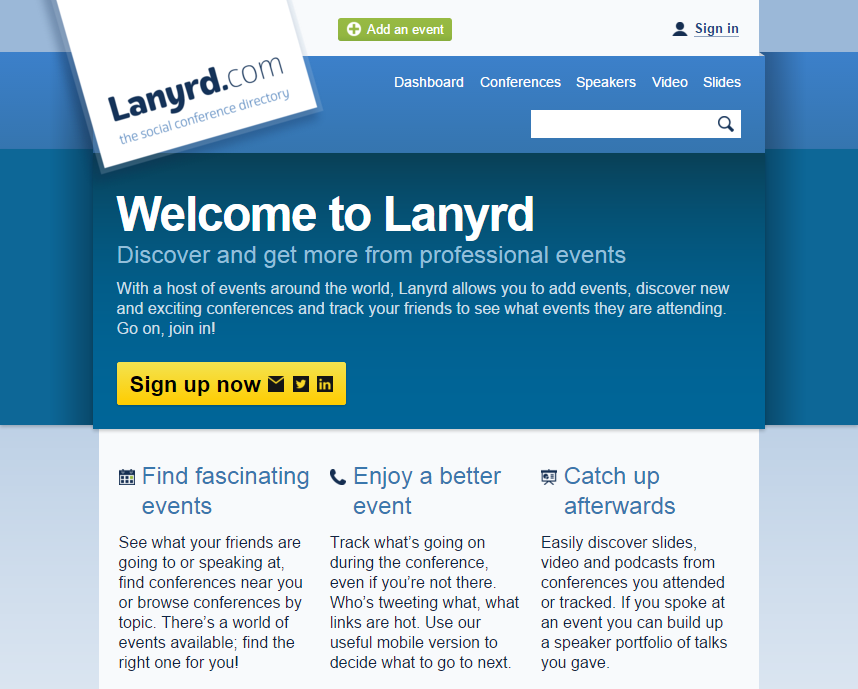 Add an event
Sign in
Lanyrd.com
the social conference directory
Dashboard Conferences Speakers Video Slides
Welcome to Lanyrd
Discover and get more from professional events
With a host of events around the world, Lanyrd allows you to add events, discover new
and exciting conferences and track your friends to see what events they are attending.
Go on, join in!
Sign up now
Find fascinating
events
See what your friends are
going to or speaking at,
find conferences near you
or browse conferences by
topic. There’s a world of
events available; find the
right one for you!
Enjoy a better
event
Track what’s going on
during the conference,
even if you’re not there.
Who’s tweeting what, what
links are hot. Use our
useful mobile version to
decide what to go to next.
Catch up
afterwards
Easily discover slides,
video and podcasts from
conferences you attended
or tracked. If you spoke at
an event you can build up
a speaker portfolio of talks
you gave.